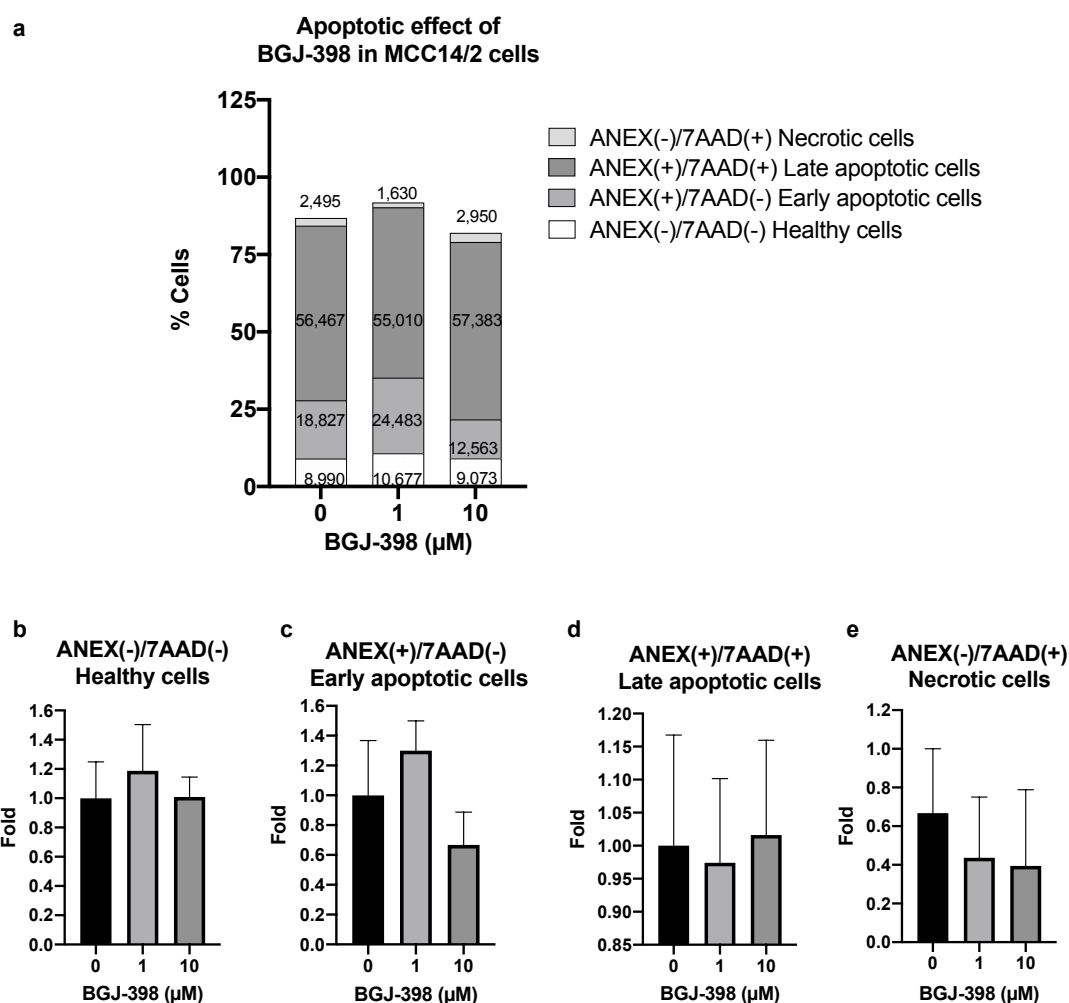 a
Apoptotic effect of
BGJ-398 in MCC14/2 cells
% Cells
125
100
75
50
25
0
2,495
1,630
2,950
56,467
55,010
57,383
18,827
24,483
12,563
8,990
10,677
9,073
0
1
10
BGJ-398 (µM)
ANEX(-)/7AAD(+) Necrotic cells
ANEX(+)/7AAD(+) Late apoptotic cells
ANEX(+)/7AAD(-) Early apoptotic cells
ANEX(-)/7AAD(-) Healthy cells
b
ANEX(-)/7AAD(-)
Healthy cells
Fold
1.6
1.4
1.2
1.0
0.8
0.6
0.4
0.2
0.0
0
1
10
BGJ-398 (µM)
c
ANEX(+)/7AAD(-)
Early apoptotic cells
Fold
1.6
1.4
1.2
1.0
0.8
0.6
0.4
0.2
0.0
0
1
10
BGJ-398 (µM)
d
ANEX(+)/7AAD(+)
Late apoptotic cells
Fold
1.20
1.15
1.10
1.05
1.00
0.95
0.90
0.85
0
1
10
BGJ-398 (µM)
e
ANEX(-)/7AAD(+)
Necrotic cells
Fold
1.2
1.0
0.8
0.6
0.4
0.2
0.0
0
1
10
BGJ-398 (µM)